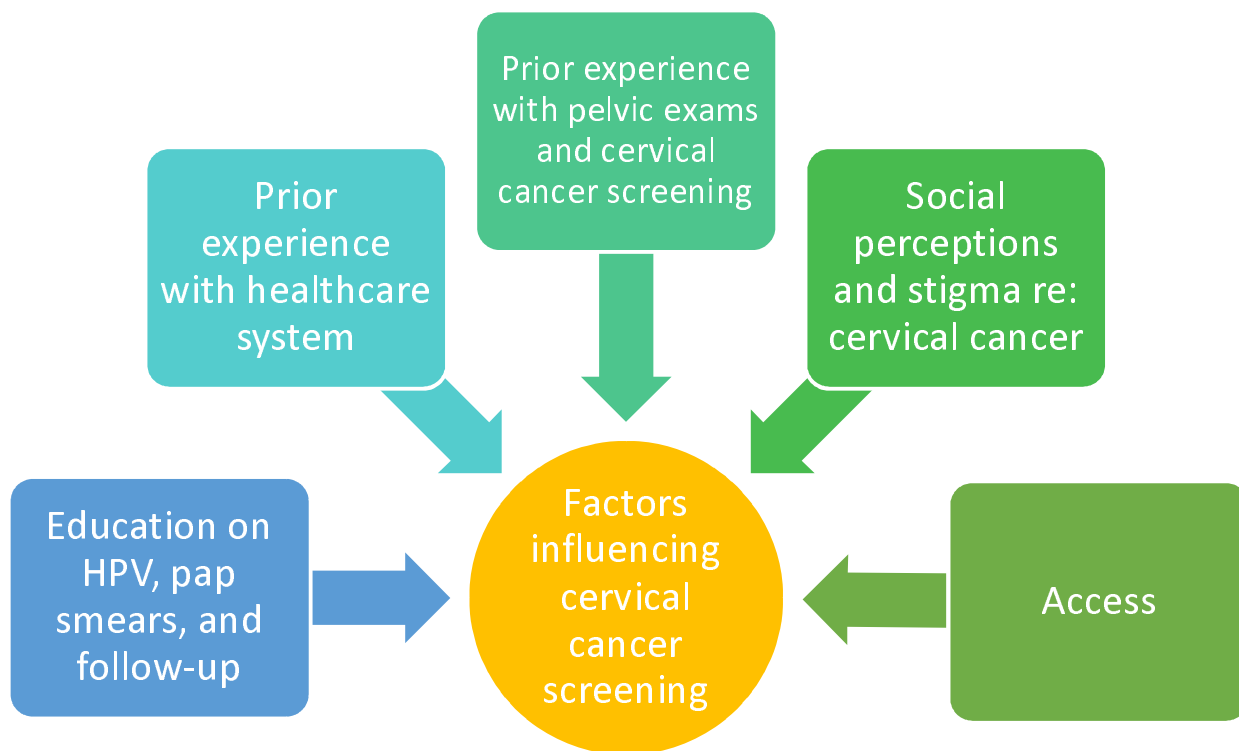 Prior experience
with pelvic exams
and cervical
cancer screening
Prior
experience
with healthcare
system
Social
perceptions
and stigma re:
cervical cancer
Education on
HPV, pap
smears, and
follow-up
Factors
influencing
cervical
cancer
screening
Access